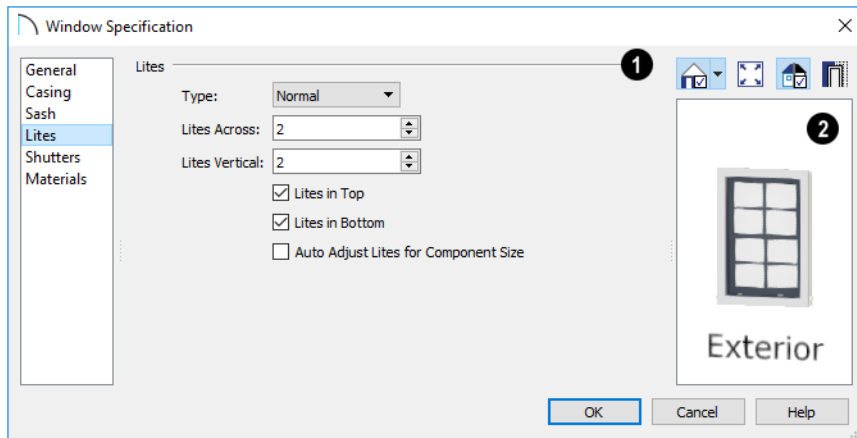 Window Specification
General
Casing
Sash
Lites
Shutters
Materials
Lites
1
Type: Normal
Lites Across: 2
Lites Vertical: 2
Lites in Top
Lites in Bottom
Auto Adjust Lites for Component Size
2
Exterior
OK Cancel Help